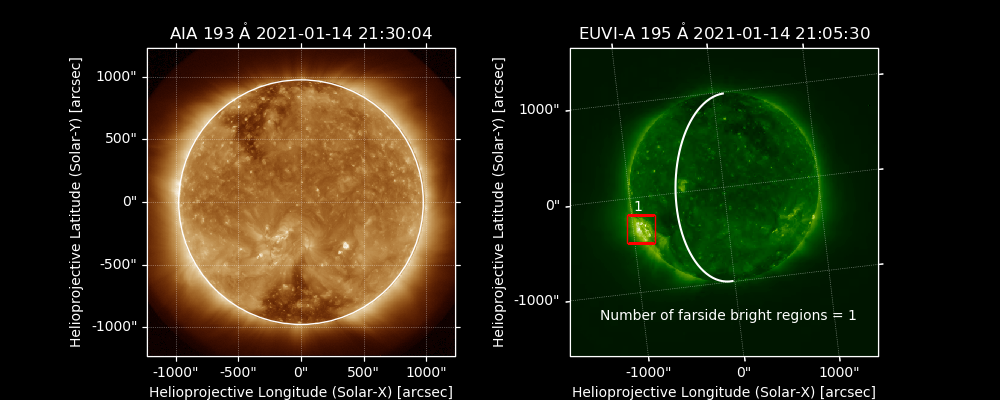 AIA 193 Å 2021-01-14 21:30:04
Helioprojective Latitude (Solar-Y) [arcsec]
1000"
500"
0"
-500"
-1000"
-1000" -500" 0" 500" 1000"
Helioprojective Longitude (Solar-X) [arcsec]
EUVI-A 195 Å 2021-01-14 21:05:30
Helioprojective Latitude (Solar-Y) [arcsec]
1000"
0"
-1000"
1
Number of farside bright regions = 1
-1000" 0" 1000"
Helioprojective Longitude (Solar-X) [arcsec]